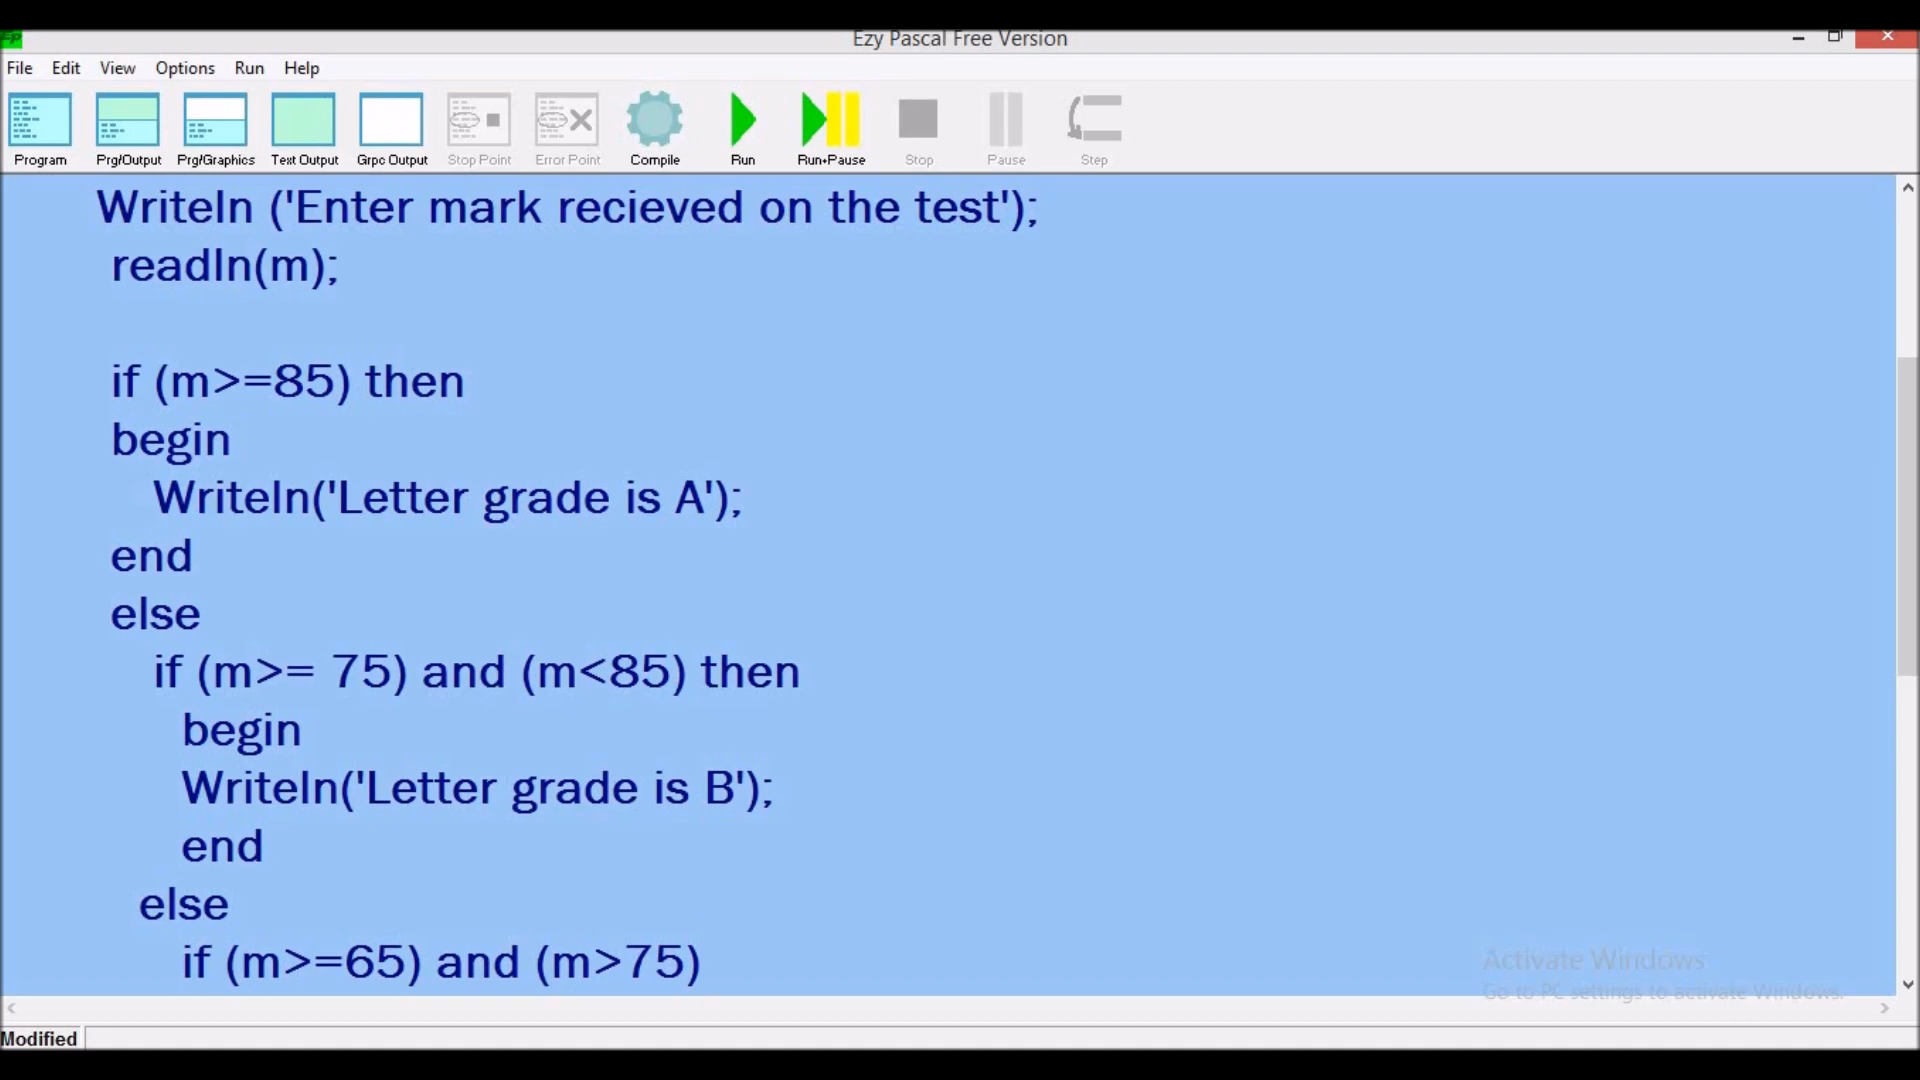 Ezy Pascal Free Version
File Edit View Options Run Help
Program Prg/Output Prg/Graphics Text Output Grpc Output Stop Point Error Point Compile Run Run+Pause Stop Pause Step
Writeln ('Enter mark recieved on the test');
readln(m);
if (m>=85) then
begin
Writeln('Letter grade is A');
end
else
if (m>= 75) and (m<85) then
begin
Writeln('Letter grade is B');
end
else
if (m>=65) and (m>75)
Activate Windows
Go to PC settings to activate Windows.
Modified